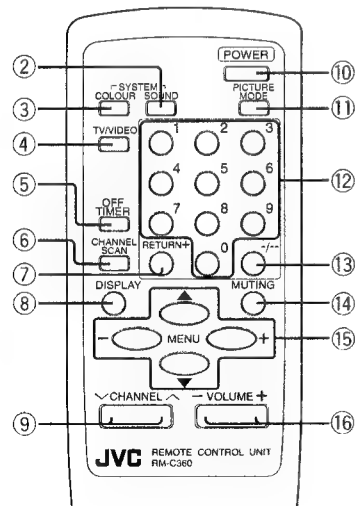 POWER
② SYSTEM ⑩
COLOUR SOUND PICTURE MODE
③ ⑪
④ TV/VIDEO
1 2 3
4 5 6 ⑫
⑤ OFF TIMER
7 8 9
⑥ CHANNEL SCAN
RETURN+ 0 -/--
⑦ ⑬
⑧ DISPLAY MUTING ⑭
▲
− MENU + ⑮
▼
CHANNEL − VOLUME +
⑨ ⑯
JVC REMOTE CONTROL UNIT
RM-C360